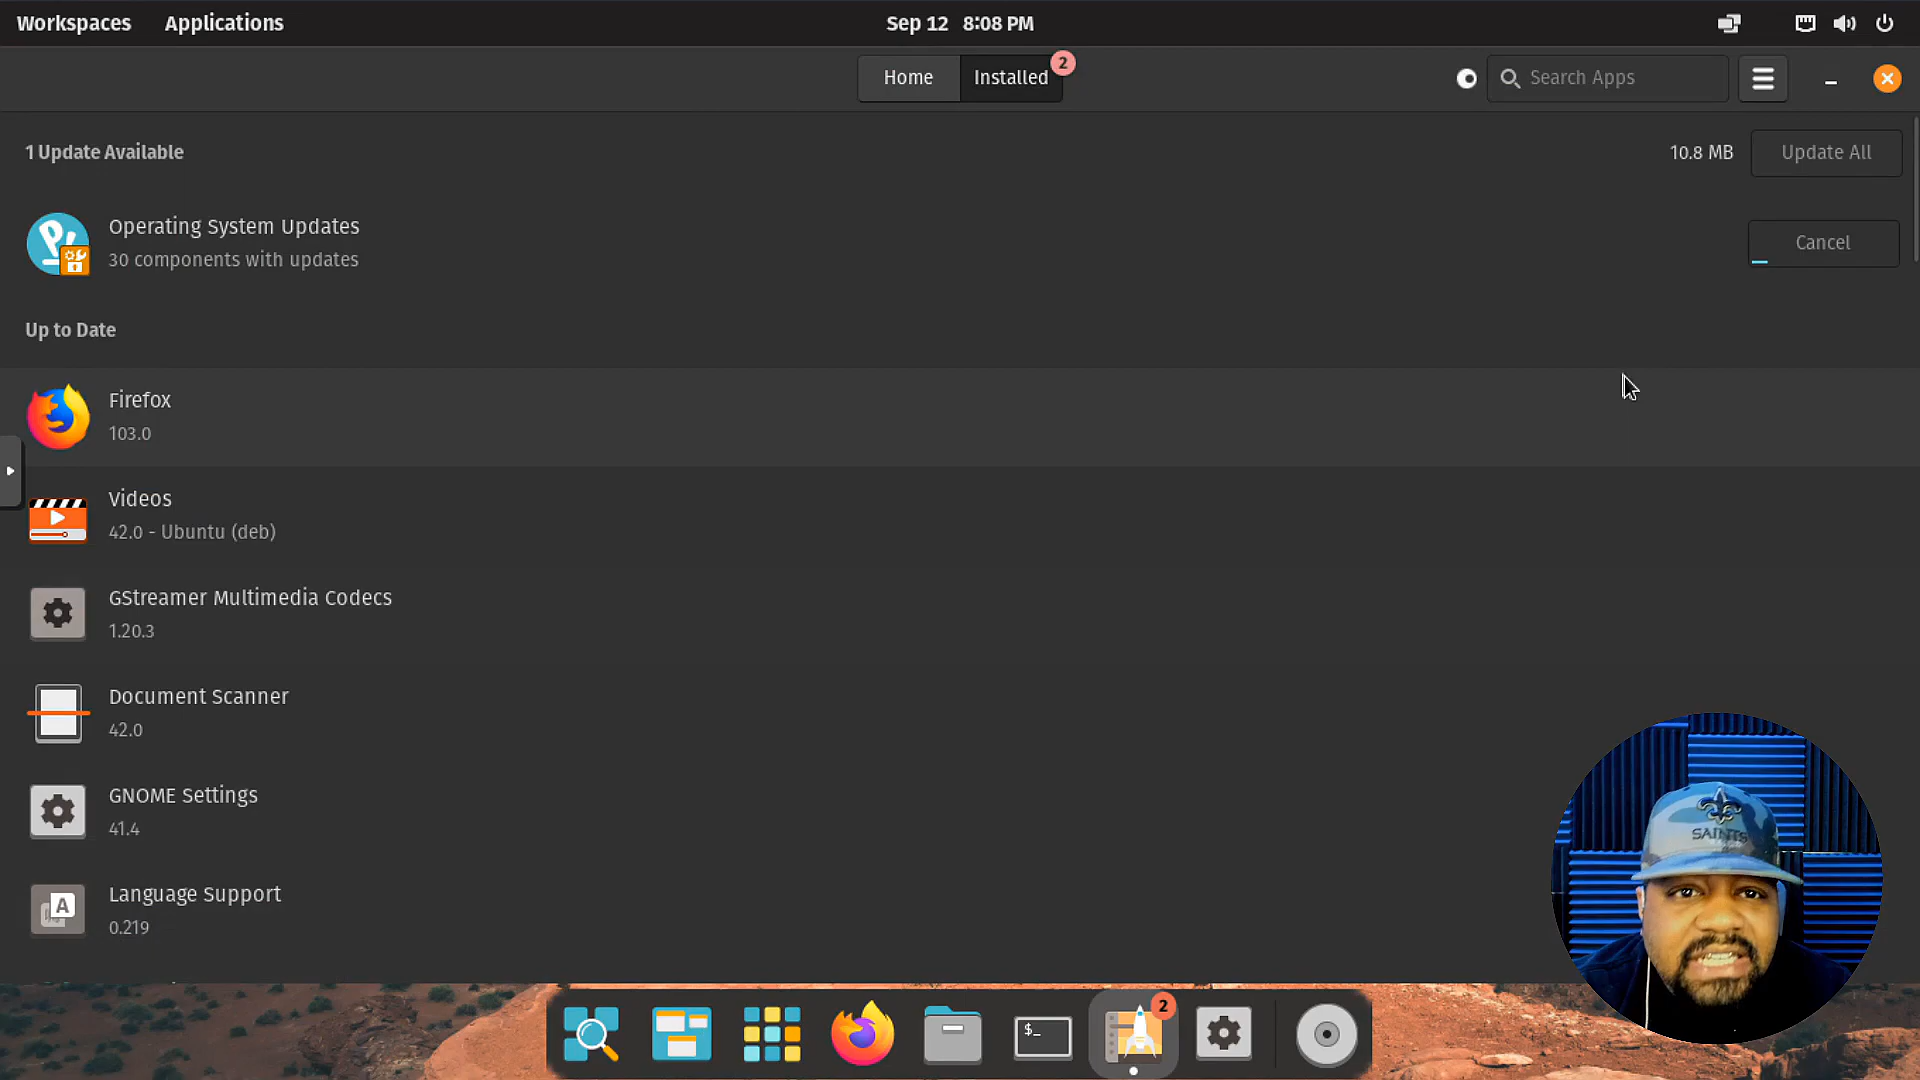 Workspaces Applications Sep 12 8:08 PM
Home Installed 2 Search Apps
1 Update Available 10.8 MB Update All
Operating System Updates
30 components with updates
Cancel
Up to Date
Firefox
103.0
Videos
42.0 - Ubuntu (deb)
GStreamer Multimedia Codecs
1.20.3
Document Scanner
42.0
GNOME Settings
41.4
Language Support
0.219
A
SAINTS
$_
2